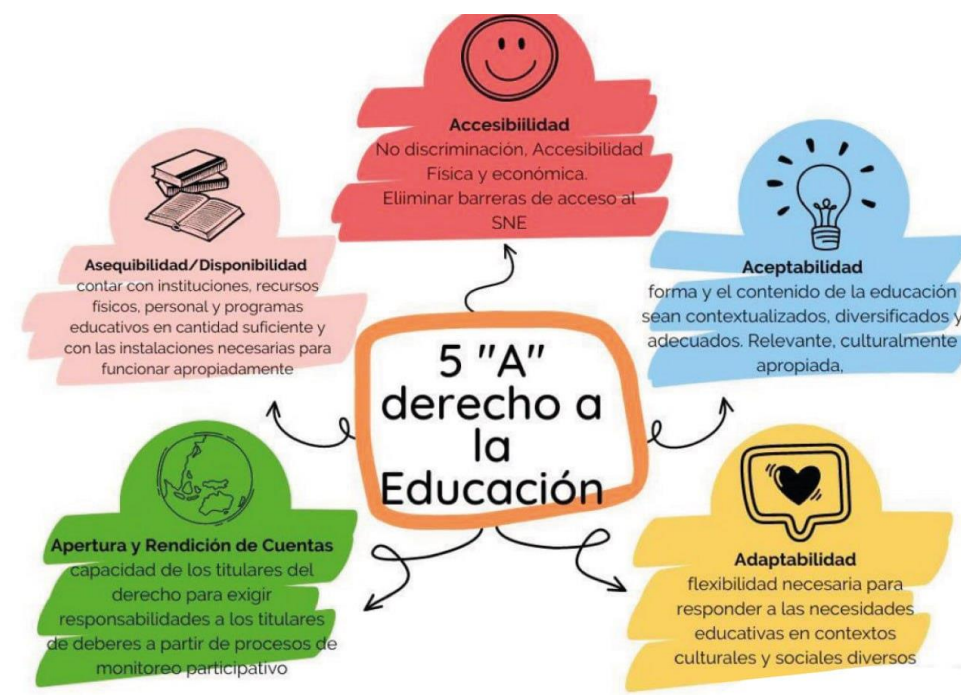 Accesibiilidad
No discriminación, Accesibilidad
Física y económica.
Eliiminar barreras de acceso al
SNE
Asequibilidad/Disponibilidad
contar con instituciones, recursos
físicos, personal y programas
educativos en cantidad suficiente y
con las instalaciones necesarias para
funcionar apropiadamente
Aceptabilidad
forma y el contenido de la educación
sean contextualizados, diversificados y
adecuados. Relevante, culturalmente
apropiada,
5 "A"
derecho a
la
Educación
Apertura y Rendición de Cuentas
capacidad de los titulares del
derecho para exigir
responsabilidades a los titulares
de deberes a partir de procesos de
monitoreo participativo
Adaptabilidad
flexibilidad necesaria para
responder a las necesidades
educativas en contextos
culturales y sociales diversos